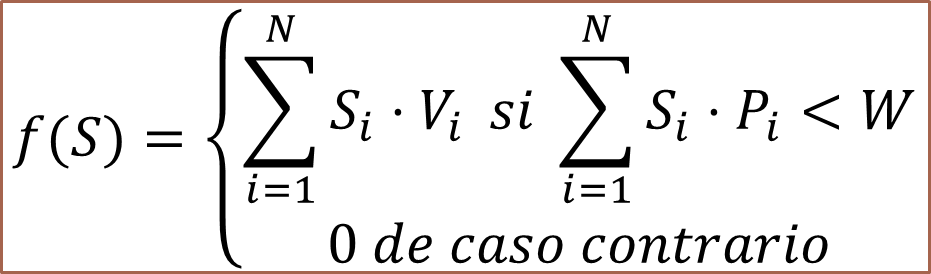 f(S) = { ∑_{i=1}^{N} S_i · V_i si ∑_{i=1}^{N} S_i · P_i < W
0 de caso contrario